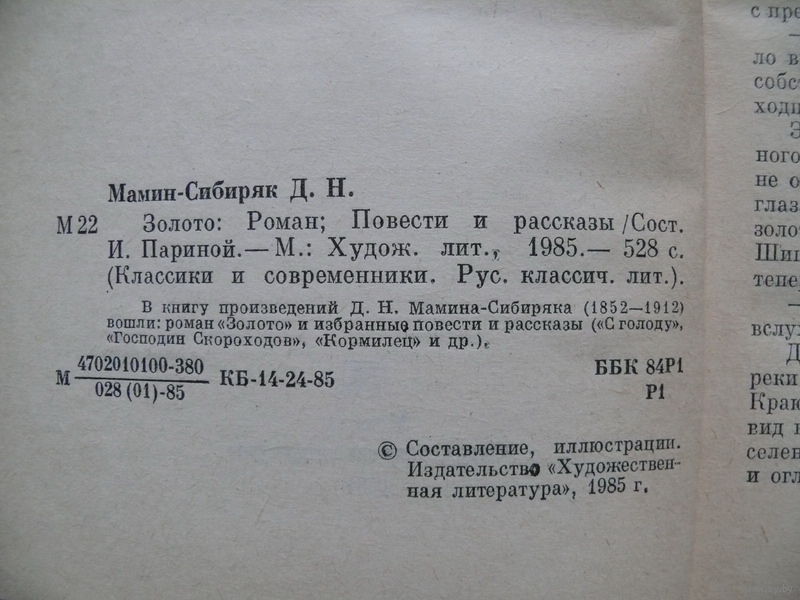 Мамин-Сибиряк Д. Н.
М 22 Золото: Роман; Повести и рассказы /Сост.
И. Париной.— М.: Худож. лит., 1985.— 528 с.
(Классики и современники. Рус. классич. лит.).
В книгу произведений Д. Н. Мамина-Сибиряка (1852—1912)
вошли: роман «Золото» и избранные повести и рассказы («С голоду»,
«Господин Скороходов», «Кормилец» и др.).
М 4702010100-380
028 (01)-85
КБ-14-24-85
ББК 84Р1
Р1
© Составление, иллюстрации.
Издательство «Художествен-
ная литература», 1985 г.
с пре
—
ло в
собс
ходи
З
ного
не о
глаз
золо
Ши
тепе
—
вслу
Д
реки
Краю
вид
селен
и огл